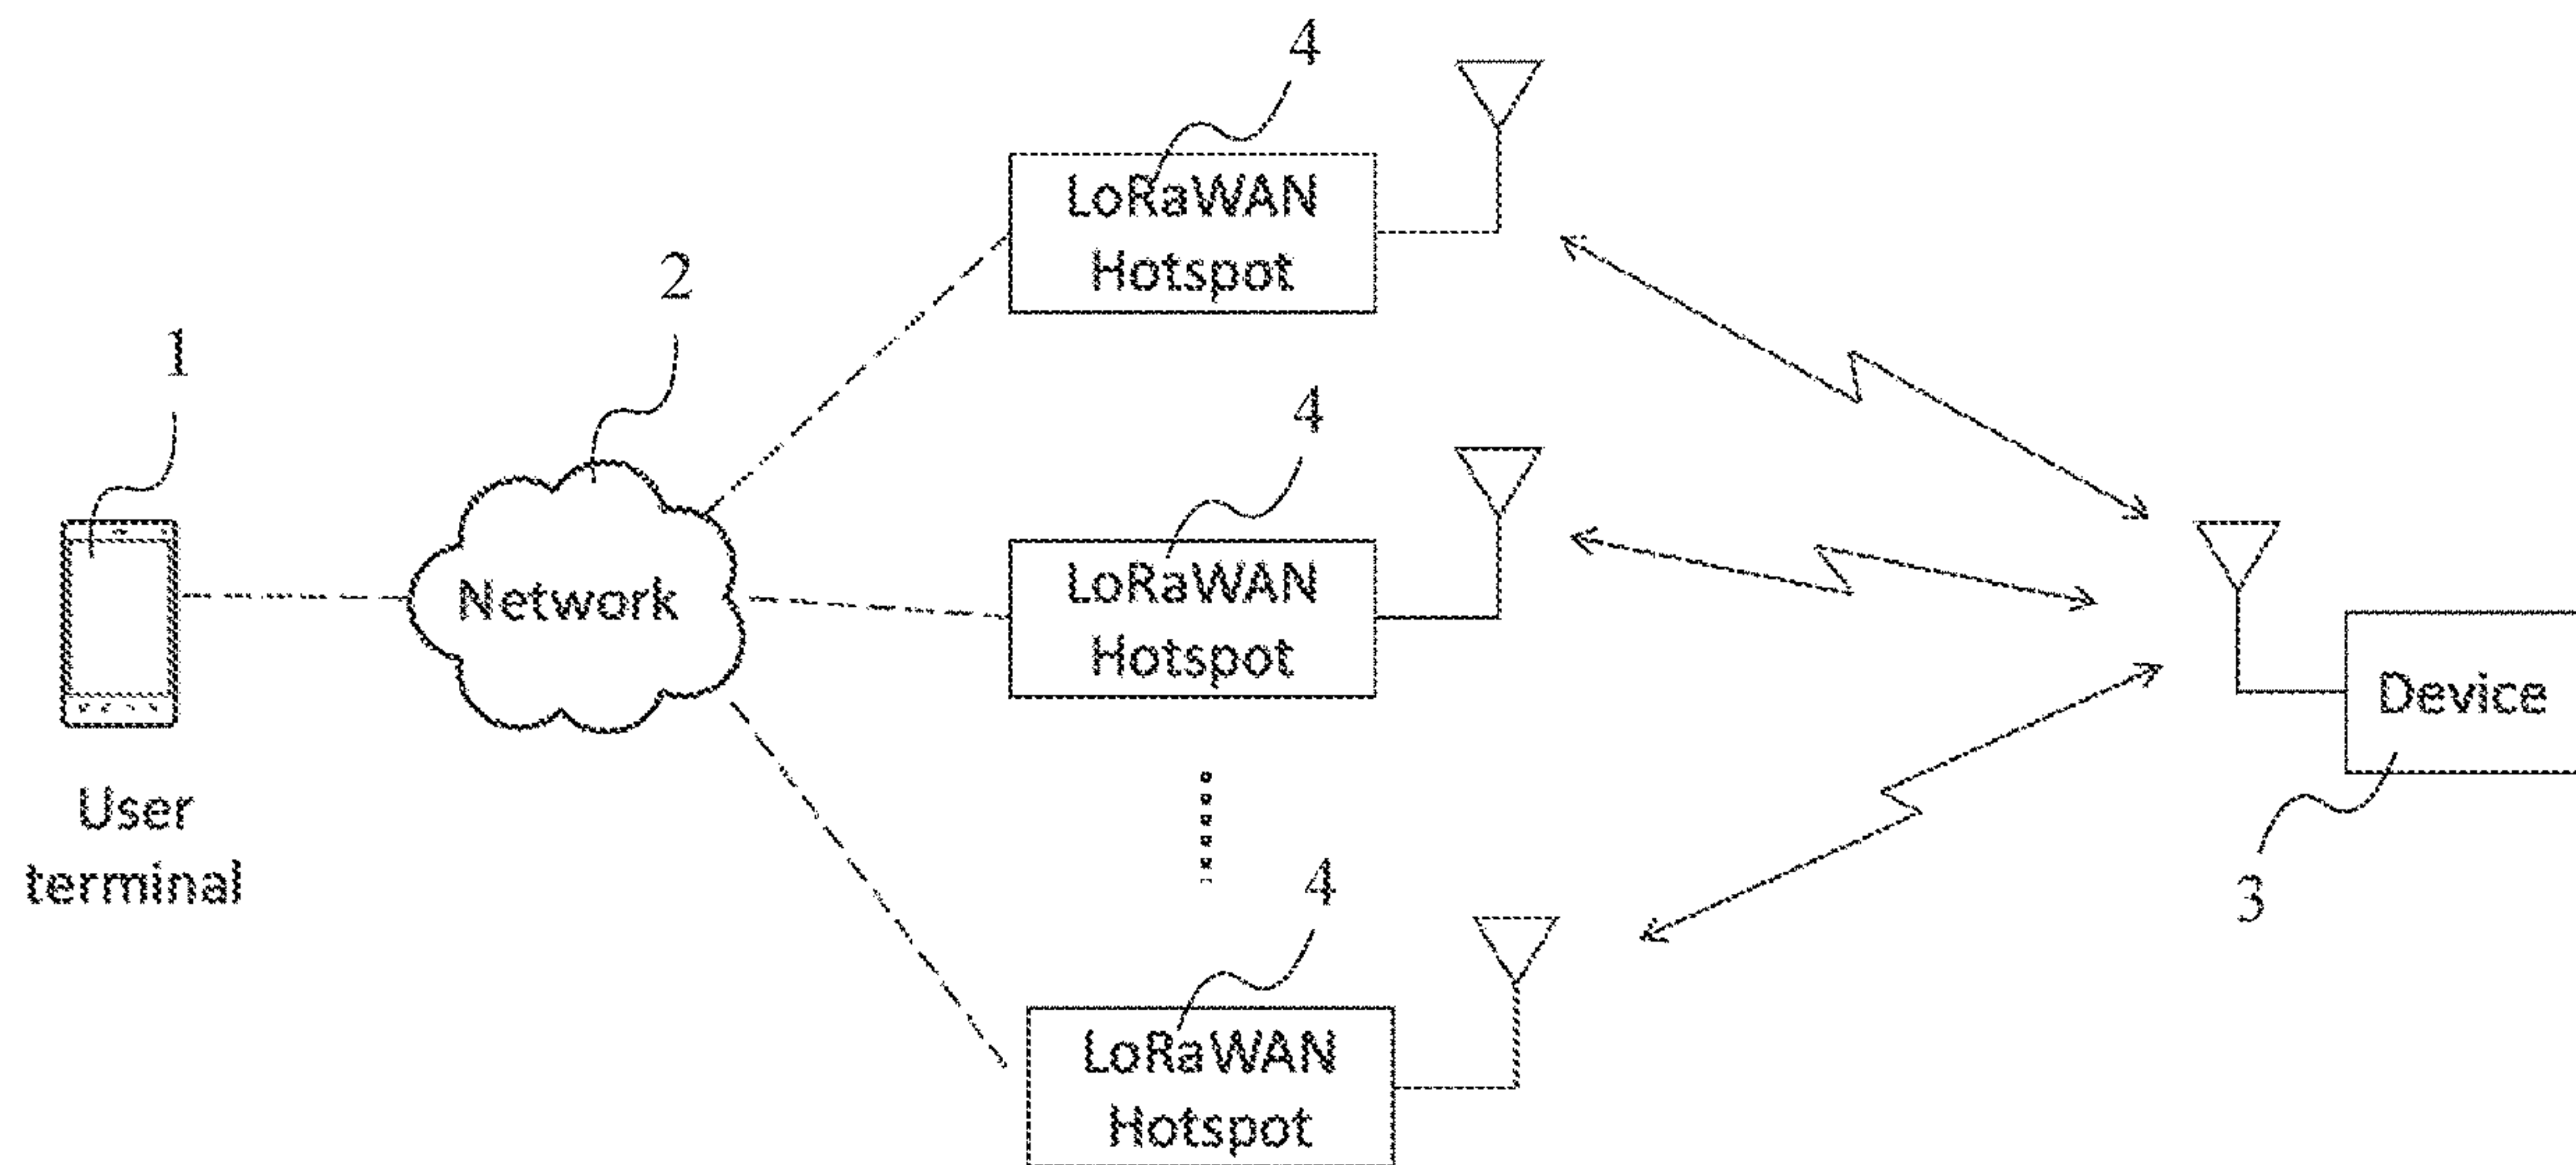 4
LoRaWAN
Hotspot
2
1
4
Network
LoRaWAN
Hotspot
Device
User
terminal
4
3
LoRaWAN
Hotspot